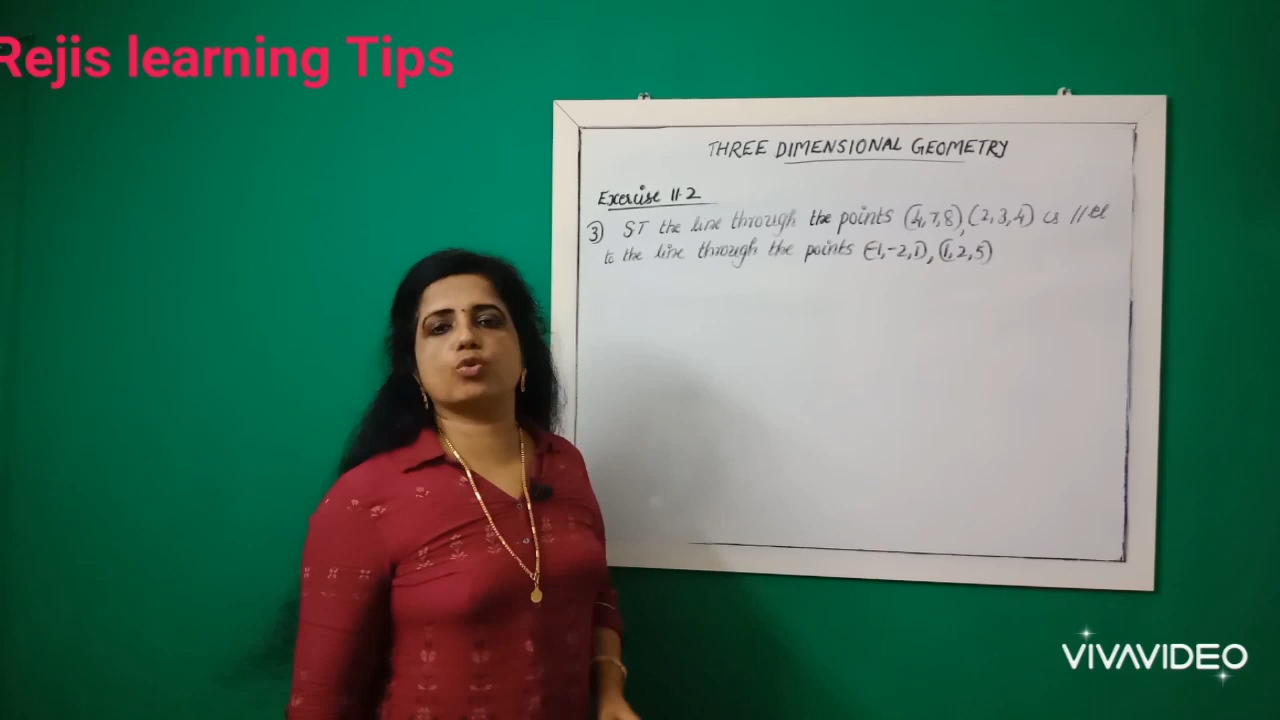 Rejis learning Tips
THREE DIMENSIONAL GEOMETRY
Exercise 11.2
3) ST the line through the points (4,7,8), (2,3,4) is //el
to the line through the points (-1,-2,1), (1,2,5)
VIVAVIDEO